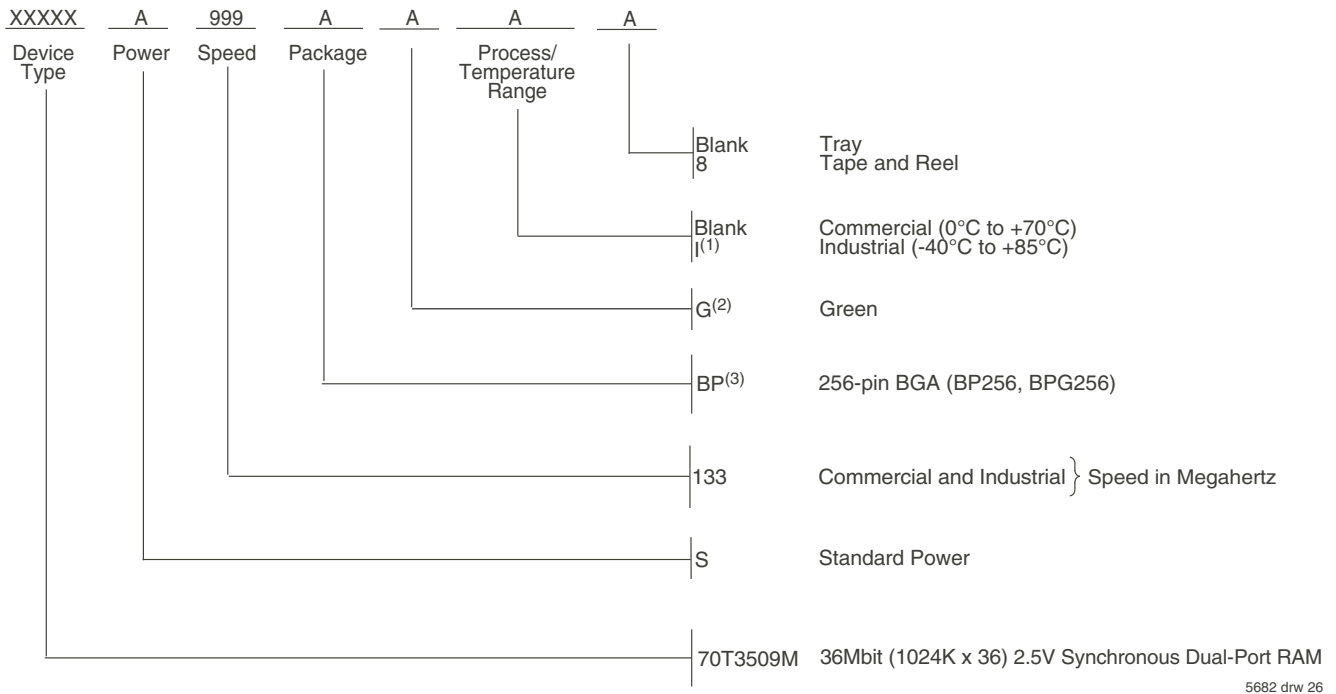 XXXXX A 999 A A A A
Device Type Power Speed Package Process/ Temperature Range
Blank Tray
8 Tape and Reel
Blank Commercial (0°C to +70°C)
I(1) Industrial (-40°C to +85°C)
G(2) Green
BP(3) 256-pin BGA (BP256, BPG256)
133 Commercial and Industrial } Speed in Megahertz
S Standard Power
70T3509M 36Mbit (1024K x 36) 2.5V Synchronous Dual-Port RAM
5682 drw 26